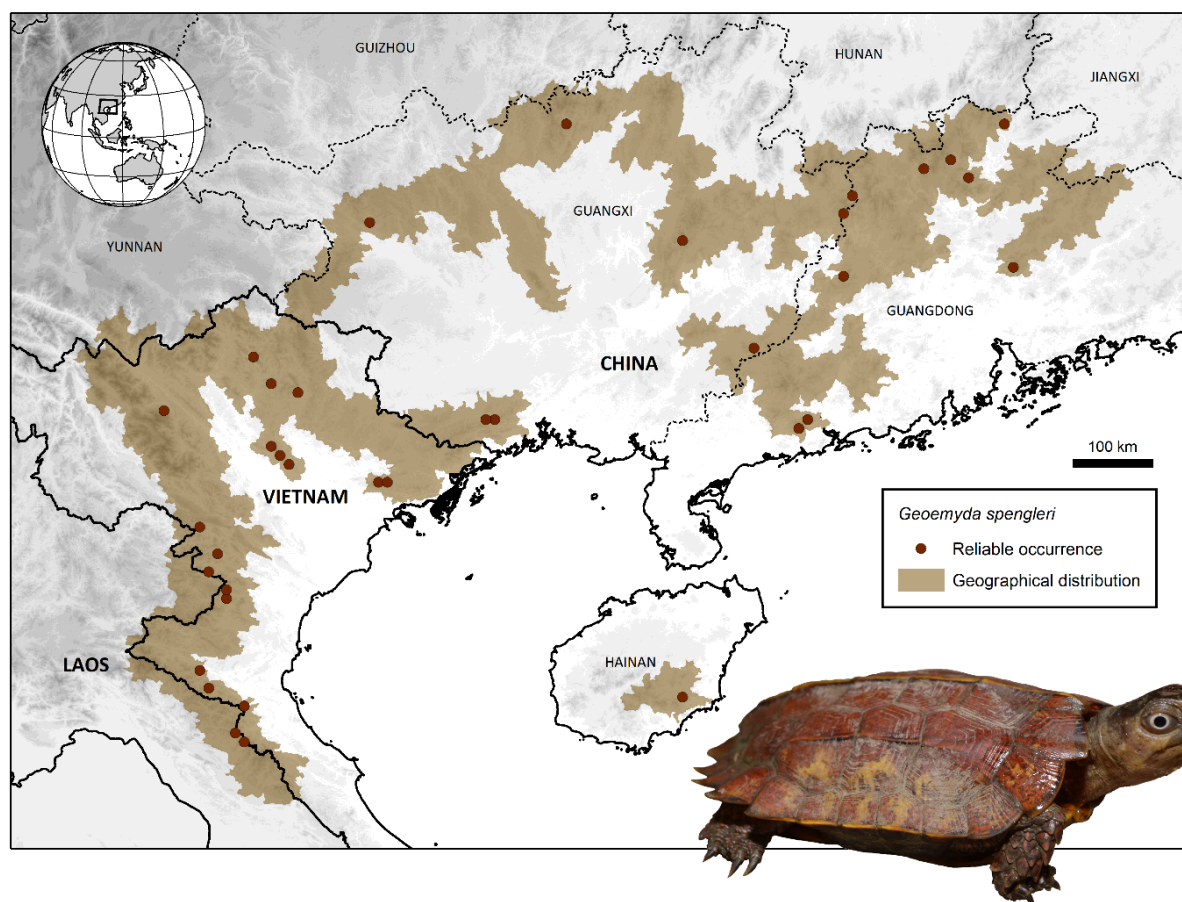 GUIZHOU
HUNAN
JIANGXI
GUANGXI
YUNNAN
GUANGDONG
CHINA
100 km
VIETNAM
Geoemyda spengleri
Reliable occurrence
Geographical distribution
LAOS
HAINAN